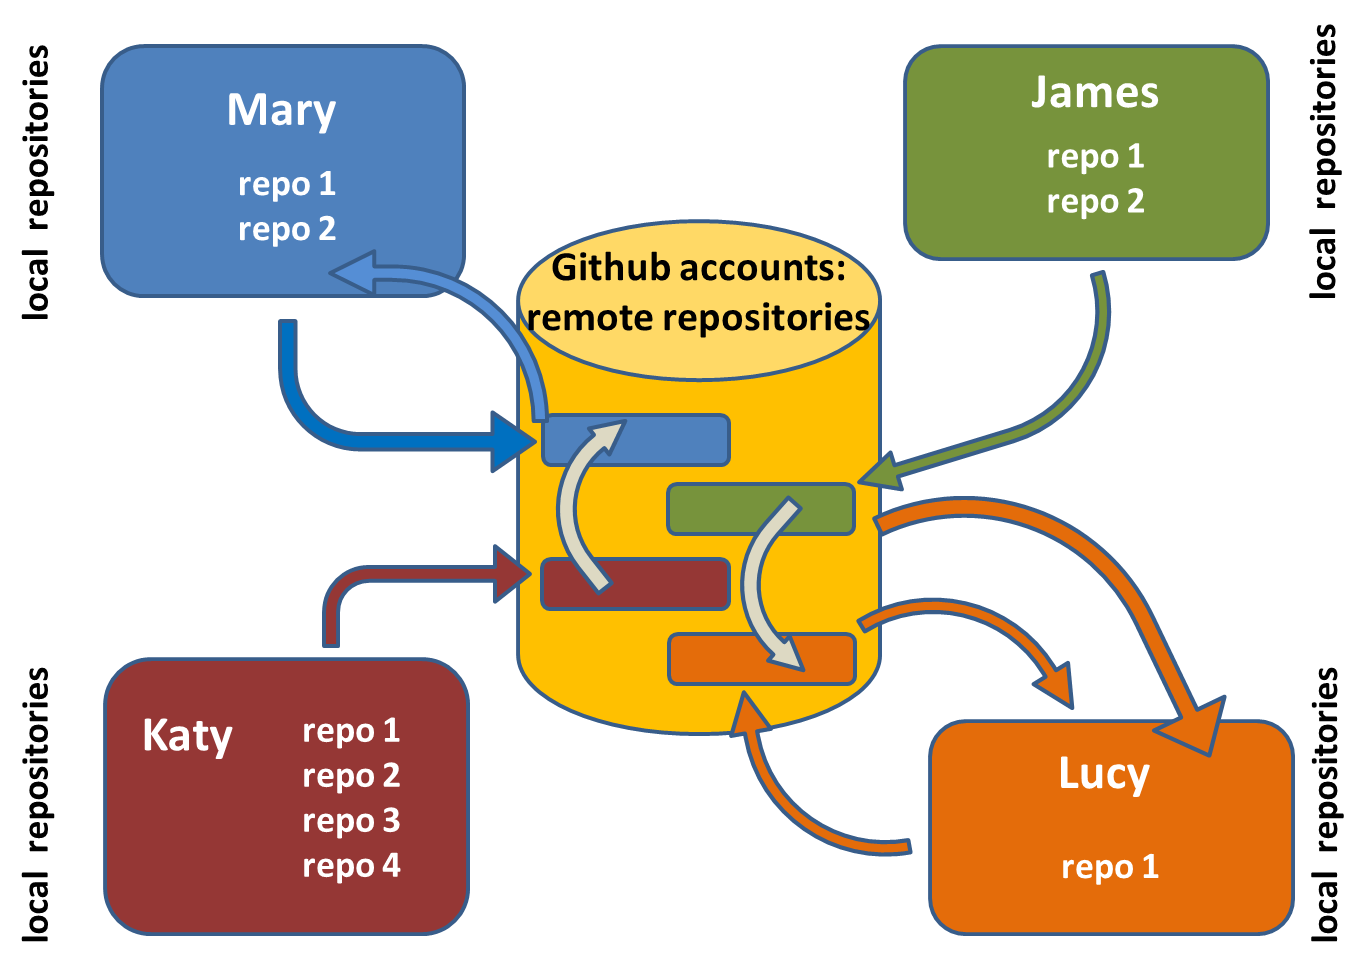 local repositories
Mary
repo 1
repo 2
James
repo 1
repo 2
local repositories
Github accounts:
remote repositories
local repositories
Katy
repo 1
repo 2
repo 3
repo 4
Lucy
repo 1
local repositories